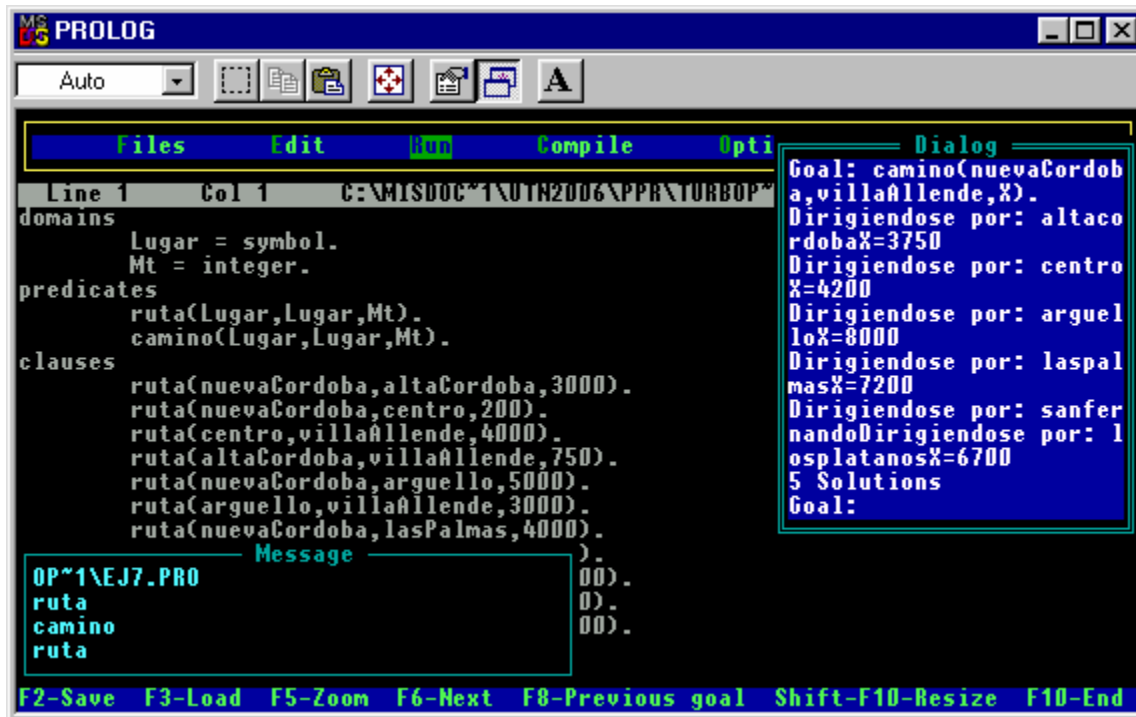 PROLOG
Auto
A
Files Edit Run Compile Opti
Line 1 Col 1 C:\MISDOC~1\UTN2006\PPR\TURBOP~
domains
Lugar = symbol.
Mt = integer.
predicates
ruta(Lugar,Lugar,Mt).
camino(Lugar,Lugar,Mt).
clauses
ruta(nuevaCordoba,altaCordoba,3000).
ruta(nuevaCordoba,centro,200).
ruta(centro,villaAllende,4000).
ruta(altaCordoba,villaAllende,750).
ruta(nuevaCordoba,arguello,5000).
ruta(arguello,villaAllende,3000).
ruta(nuevaCordoba,lasPalmas,4000).
).
00).
0).
00).
Dialog
Goal: camino(nuevaCordob
a,villaAllende,X).
Dirigiendose por: altaco
rdobaX=3750
Dirigiendose por: centro
X=4200
Dirigiendose por: arguel
loX=8000
Dirigiendose por: laspal
masX=7200
Dirigiendose por: sanfer
nandoDirigiendose por: l
osplatanosX=6700
5 Solutions
Goal:
Message
OP~1\EJ7.PRO
ruta
camino
ruta
F2-Save F3-Load F5-Zoom F6-Next F8-Previous goal Shift-F10-Resize F10-End